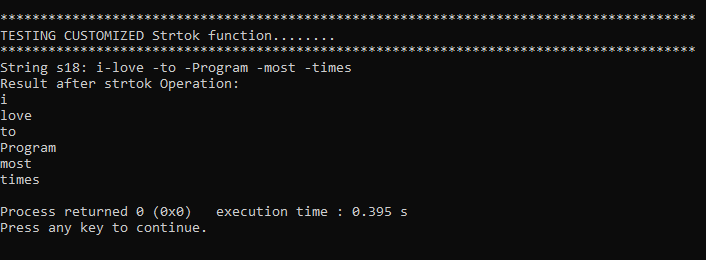 ***************************************************************************************
TESTING CUSTOMIZED Strtok function........
***************************************************************************************
String s18: i-love -to -Program -most -times
Result after strtok Operation:
i
love
to
Program
most
times
Process returned 0 (0x0)   execution time : 0.395 s
Press any key to continue.